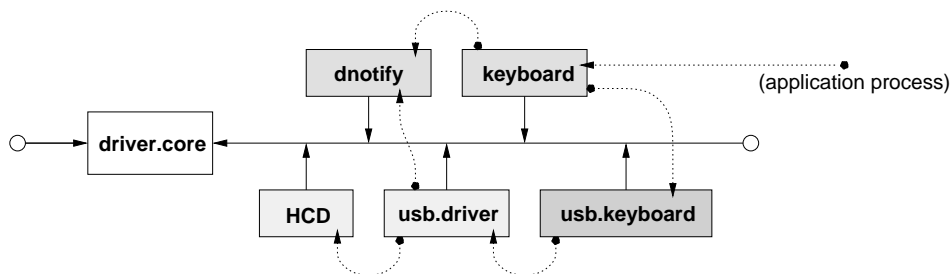 dnotify
keyboard
(application process)
driver.core
HCD
usb.driver
usb.keyboard